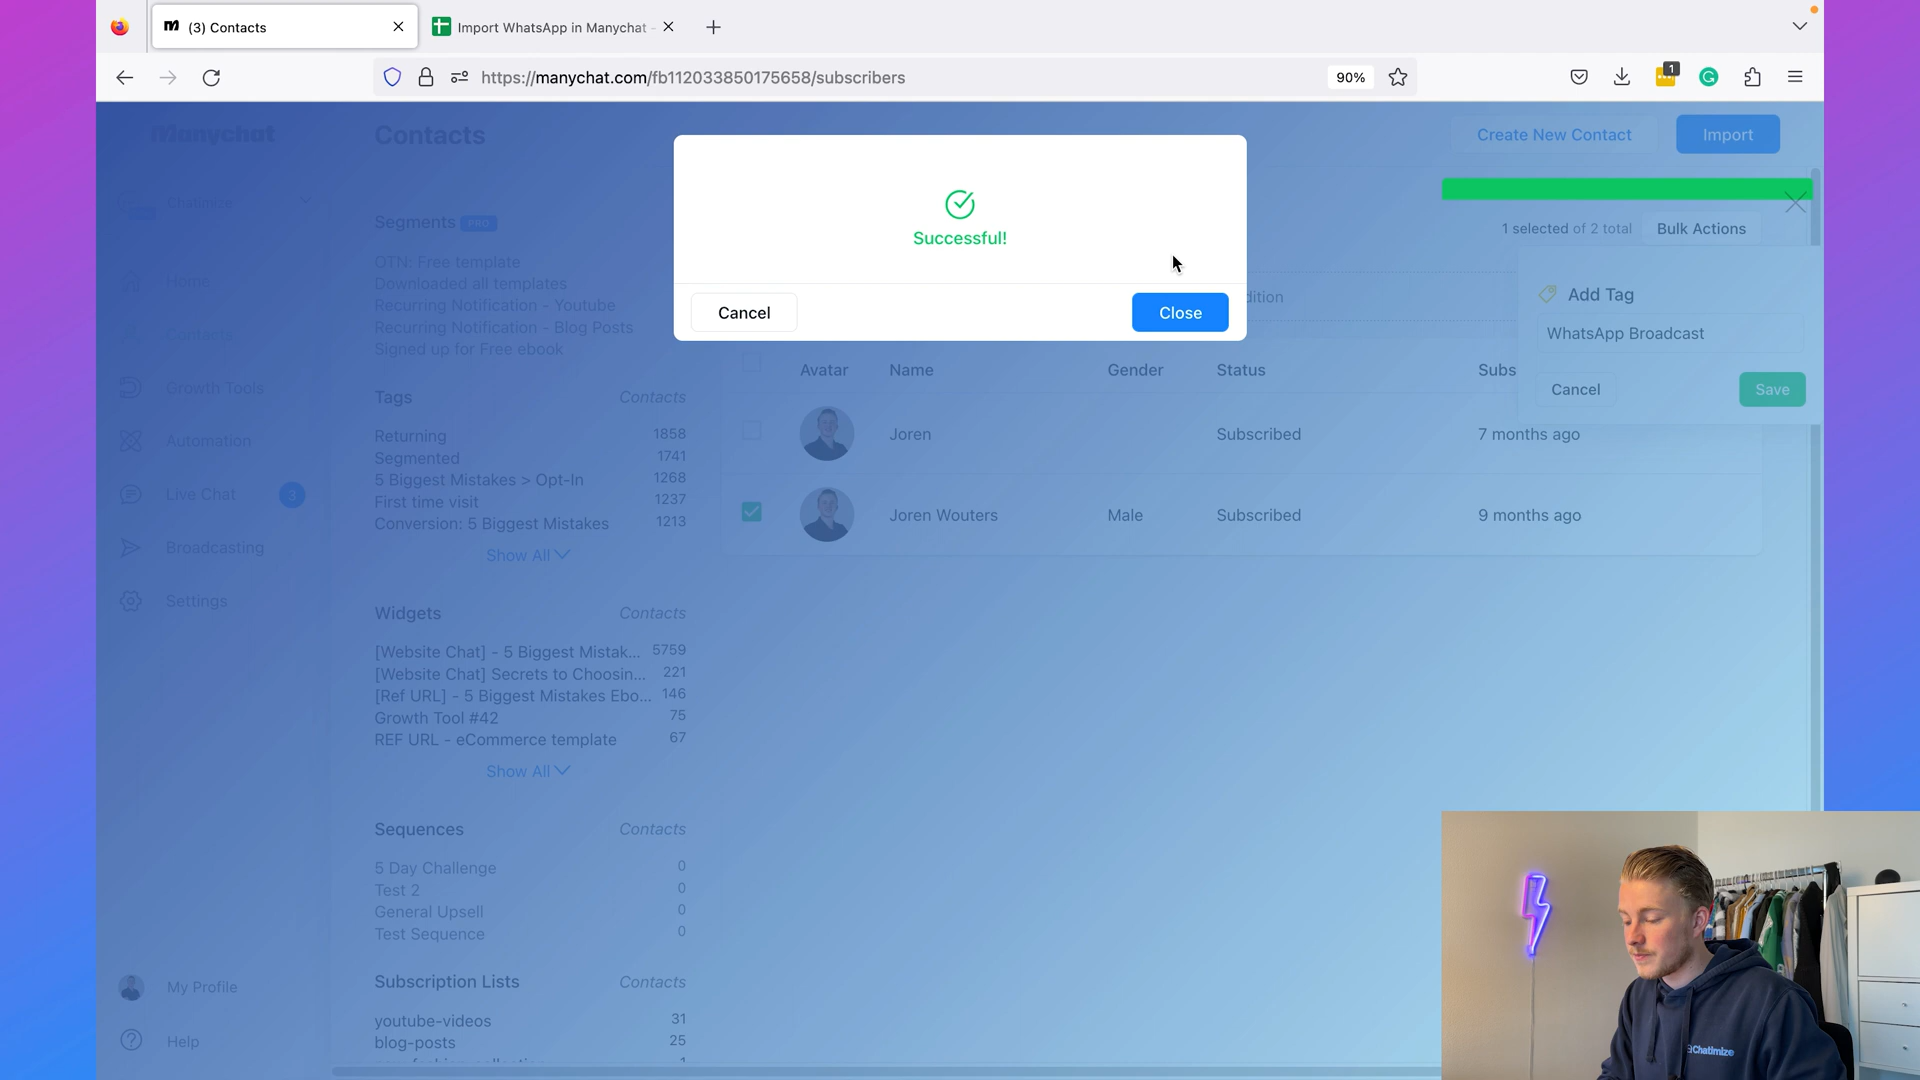 (3) Contacts
Import WhatsApp in Manychat -
https://manychat.com/fb112033850175658/subscribers
90%
1
Manychat
Contacts
Create New Contact
Import
Successful!
Cancel
Close
Chatimize
Segments PRO
1 selected of 2 total
Bulk Actions
OTN: Free template
Downloaded all templates
Recurring Notification - Youtube
Recurring Notification - Blog Posts
Signed up for Free ebook
dition
Add Tag
WhatsApp Broadcast
Cancel
Save
Home
Contacts
Growth Tools
Automation
Live Chat
3
Broadcasting
Settings
Tags
Contacts
Returning 1858
Segmented 1741
5 Biggest Mistakes > Opt-In 1268
First time visit 1237
Conversion: 5 Biggest Mistakes 1213
Show All
Avatar
Name
Gender
Status
Subs
Joren
Subscribed
7 months ago
Joren Wouters
Male
Subscribed
9 months ago
Widgets
Contacts
[Website Chat] - 5 Biggest Mistak... 5759
[Website Chat] Secrets to Choosin... 221
[Ref URL] - 5 Biggest Mistakes Ebo... 146
Growth Tool #42 75
REF URL - eCommerce template 67
Show All
Sequences
Contacts
5 Day Challenge 0
Test 2 0
General Upsell 0
Test Sequence 0
Subscription Lists
Contacts
youtube-videos 31
blog-posts 25
1
My Profile
Help
Chatimize